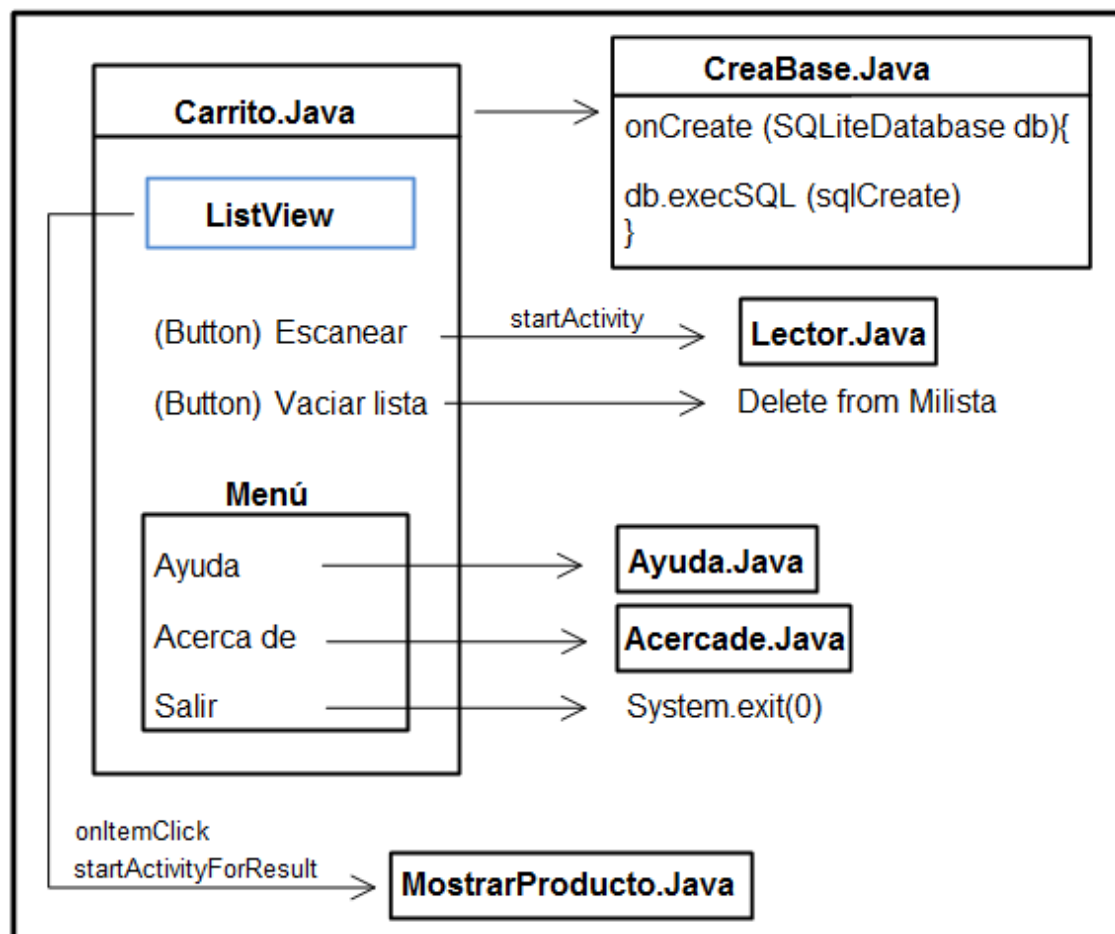 Carrito.Java
CreaBase.Java
onCreate (SQLiteDatabase db){
db.execSQL (sqlCreate)
}
ListView
(Button) Escanear
startActivity
Lector.Java
(Button) Vaciar lista
Delete from Milista
Menú
Ayuda
Ayuda.Java
Acerca de
Acercade.Java
Salir
System.exit(0)
onItemClick
startActivityForResult
MostrarProducto.Java